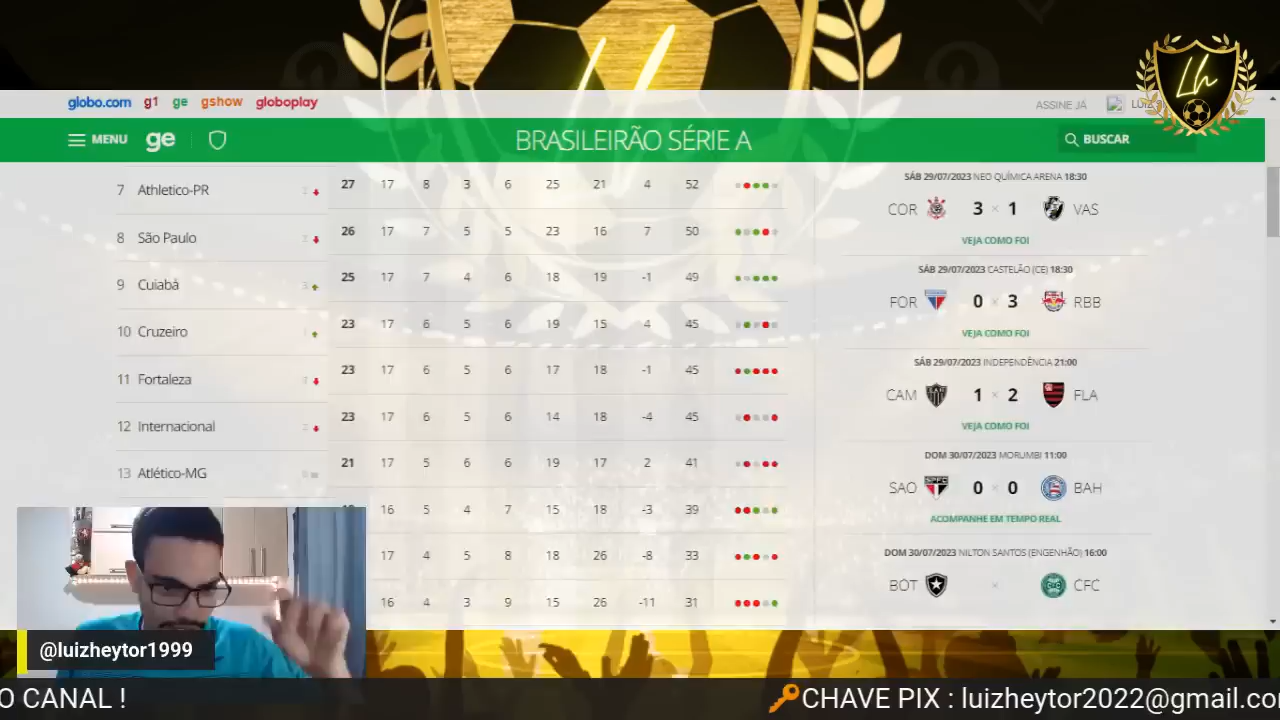 Lh
globo.com g1 ge gshow globoplay
ASSINE JÁ
MENU ge BRASILEIRÃO SÉRIE A BUSCAR
7 Athletico-PR 27 17 8 3 6 25 21 4 52
8 São Paulo 26 17 7 5 5 23 16 7 50
9 Cuiabá 25 17 7 4 6 18 19 -1 49
10 Cruzeiro 23 17 6 5 6 19 15 4 45
11 Fortaleza 23 17 6 5 6 17 18 -1 45
12 Internacional 23 17 6 5 6 14 18 -4 45
13 Atlético-MG 21 17 5 6 6 19 17 2 41
16 5 4 7 15 18 -3 39
17 4 5 8 18 26 -8 33
16 4 3 9 15 26 -11 31
SÁB 29/07/2023 NEO QUÍMICA ARENA 18:30
COR 3 × 1 VAS
VEJA COMO FOI
SÁB 29/07/2023 CASTELÃO (CE) 18:30
FOR 0 × 3 RBB
VEJA COMO FOI
SÁB 29/07/2023 INDEPENDÊNCIA 21:00
CAM 1 × 2 FLA
VEJA COMO FOI
DOM 30/07/2023 MORUMBI 11:00
SAO 0 × 0 BAH
ACOMPANHE EM TEMPO REAL
DOM 30/07/2023 NILTON SANTOS (ENGENHÃO) 16:00
BOT × CFC
@luizheytor1999
O CANAL ! CHAVE PIX : luizheytor2022@gmail.co